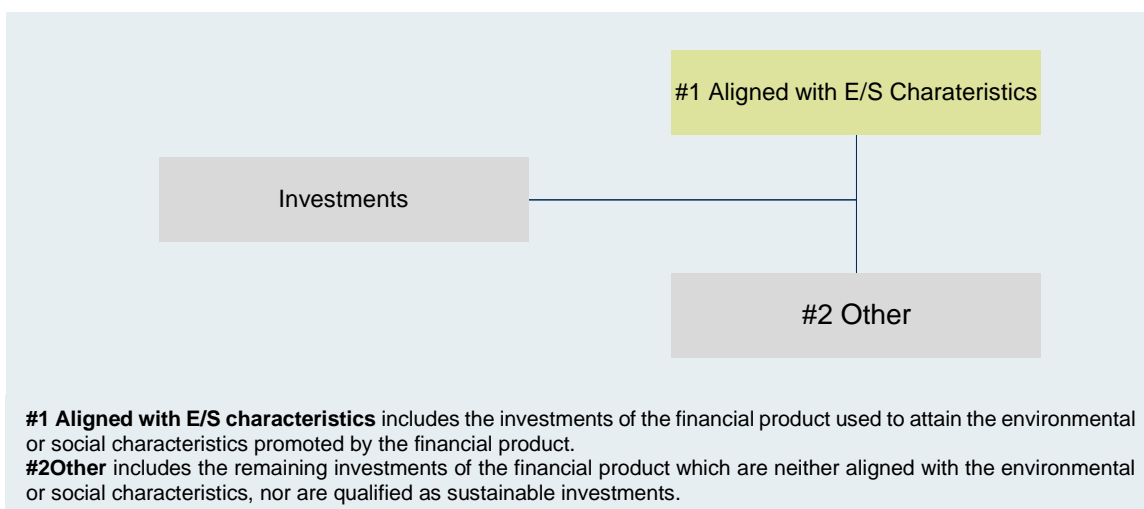 #1 Aligned with E/S Charateristics
Investments
#2 Other
#1 Aligned with E/S characteristics includes the investments of the financial product used to attain the environmental
or social characteristics promoted by the financial product.
#2Other includes the remaining investments of the financial product which are neither aligned with the environmental
or social characteristics, nor are qualified as sustainable investments.